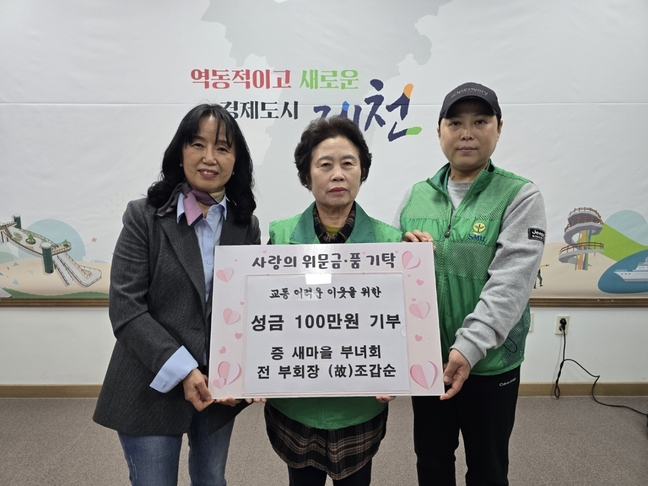 역동적이고 새로운
경제도시 제천
사랑의 위문금·품 기탁
교통 어려운 이웃을 위한
성금 100만원 기부
증 새마을 부녀회
전 부회장 (故)조갑순